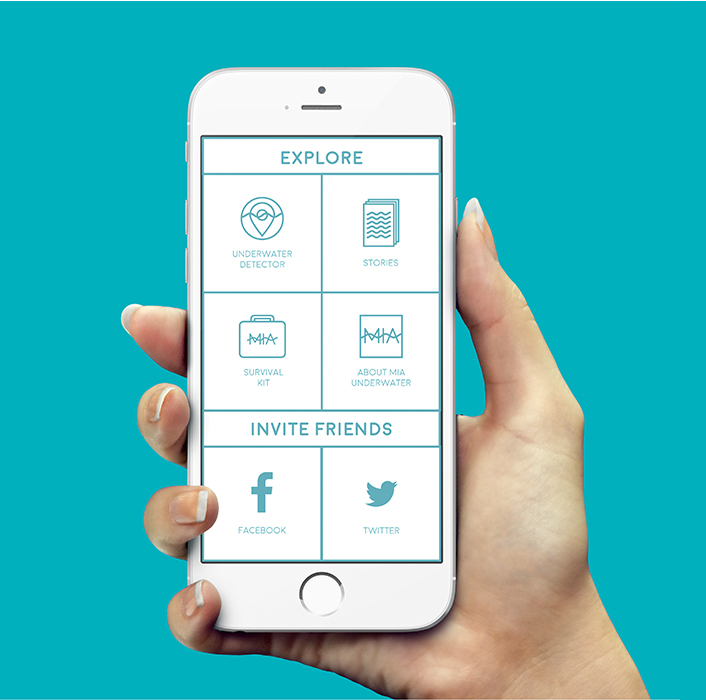 EXPLORE
UNDERWATER
DETECTOR
STORIES
MIA
MIA
SURVIVAL
KIT
ABOUT MIA
UNDERWATER
INVITE FRIENDS
FACEBOOK
TWITTER